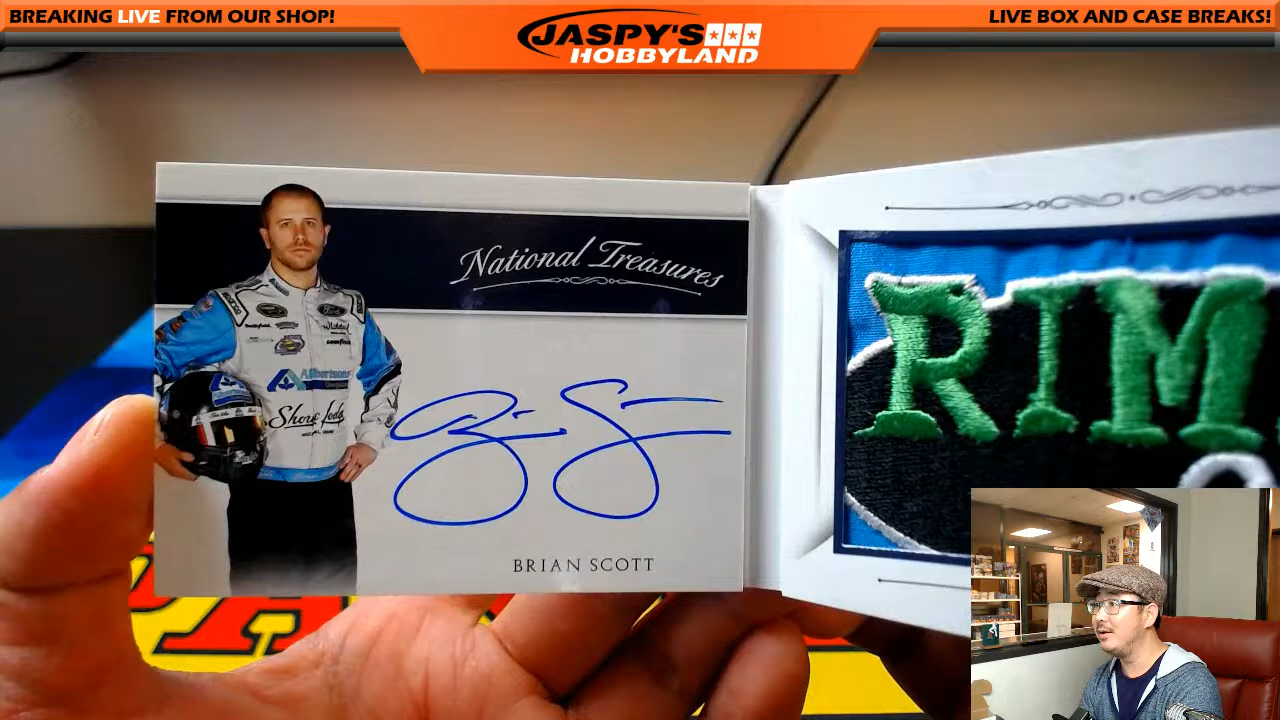 BREAKING LIVE FROM OUR SHOP!
JASPY'S
HOBBYLAND
LIVE BOX AND CASE BREAKS!
National Treasures
Ford
Albertsons
Shore Lodge
BRIAN SCOTT
RIM